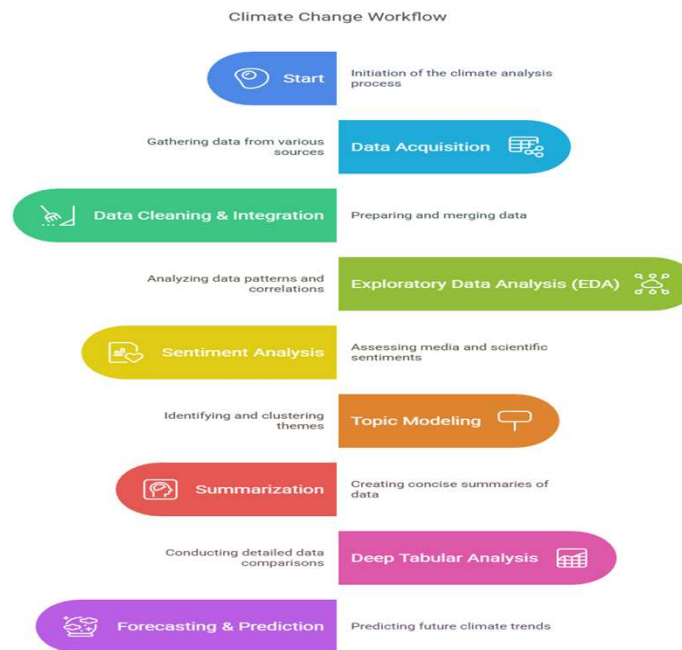 Climate Change Workflow
Start
Initiation of the climate analysis
process
Gathering data from various
sources
Data Acquisition
Data Cleaning & Integration
Preparing and merging data
Analyzing data patterns and
correlations
Exploratory Data Analysis (EDA)
Sentiment Analysis
Assessing media and scientific
sentiments
Identifying and clustering
themes
Topic Modeling
Summarization
Creating concise summaries of
data
Conducting detailed data
comparisons
Deep Tabular Analysis
Forecasting & Prediction
Predicting future climate trends